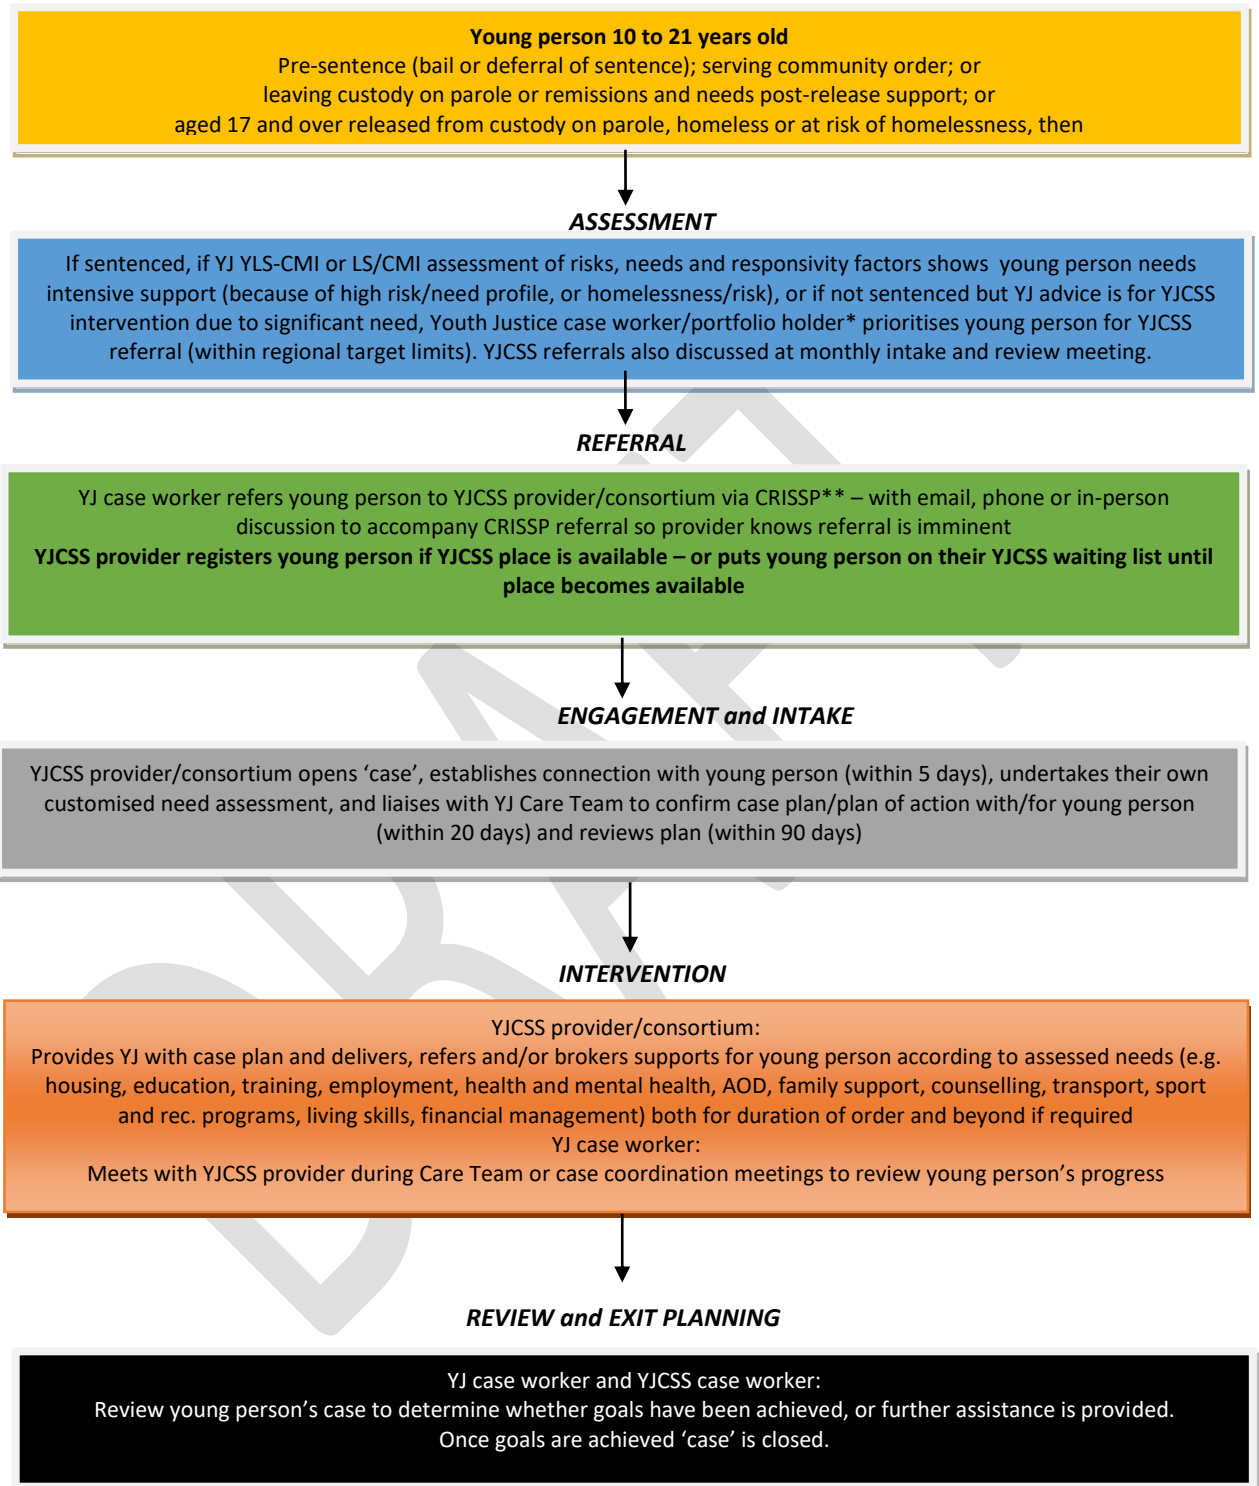 Young person 10 to 21 years old
Pre-sentence (bail or deferral of sentence); serving community order; or
leaving custody on parole or remissions and needs post-release support; or
aged 17 and over released from custody on parole, homeless or at risk of homelessness, then
ASSESSMENT
If sentenced, if YJ YLS-CMI or LS/CMI assessment of risks, needs and responsivity factors shows  young person needs
intensive support (because of high risk/need profile, or homelessness/risk), or if not sentenced but YJ advice is for YJCSS
intervention due to significant need, Youth Justice case worker/portfolio holder* prioritises young person for YJCSS
referral (within regional target limits). YJCSS referrals also discussed at monthly intake and review meeting.
REFERRAL
YJ case worker refers young person to YJCSS provider/consortium via CRISSP** – with email, phone or in-person
discussion to accompany CRISSP referral so provider knows referral is imminent
YJCSS provider registers young person if YJCSS place is available – or puts young person on their YJCSS waiting list until
place becomes available
ENGAGEMENT and INTAKE
YJCSS provider/consortium opens ‘case’, establishes connection with young person (within 5 days), undertakes their own
customised need assessment, and liaises with YJ Care Team to confirm case plan/plan of action with/for young person
(within 20 days) and reviews plan (within 90 days)
INTERVENTION
YJCSS provider/consortium:
Provides YJ with case plan and delivers, refers and/or brokers supports for young person according to assessed needs (e.g.
housing, education, training, employment, health and mental health, AOD, family support, counselling, transport, sport
and rec. programs, living skills, financial management) both for duration of order and beyond if required
YJ case worker:
Meets with YJCSS provider during Care Team or case coordination meetings to review young person’s progress
REVIEW and EXIT PLANNING
YJ case worker and YJCSS case worker:
Review young person’s case to determine whether goals have been achieved, or further assistance is provided.
Once goals are achieved ‘case’ is closed.
DRAFT